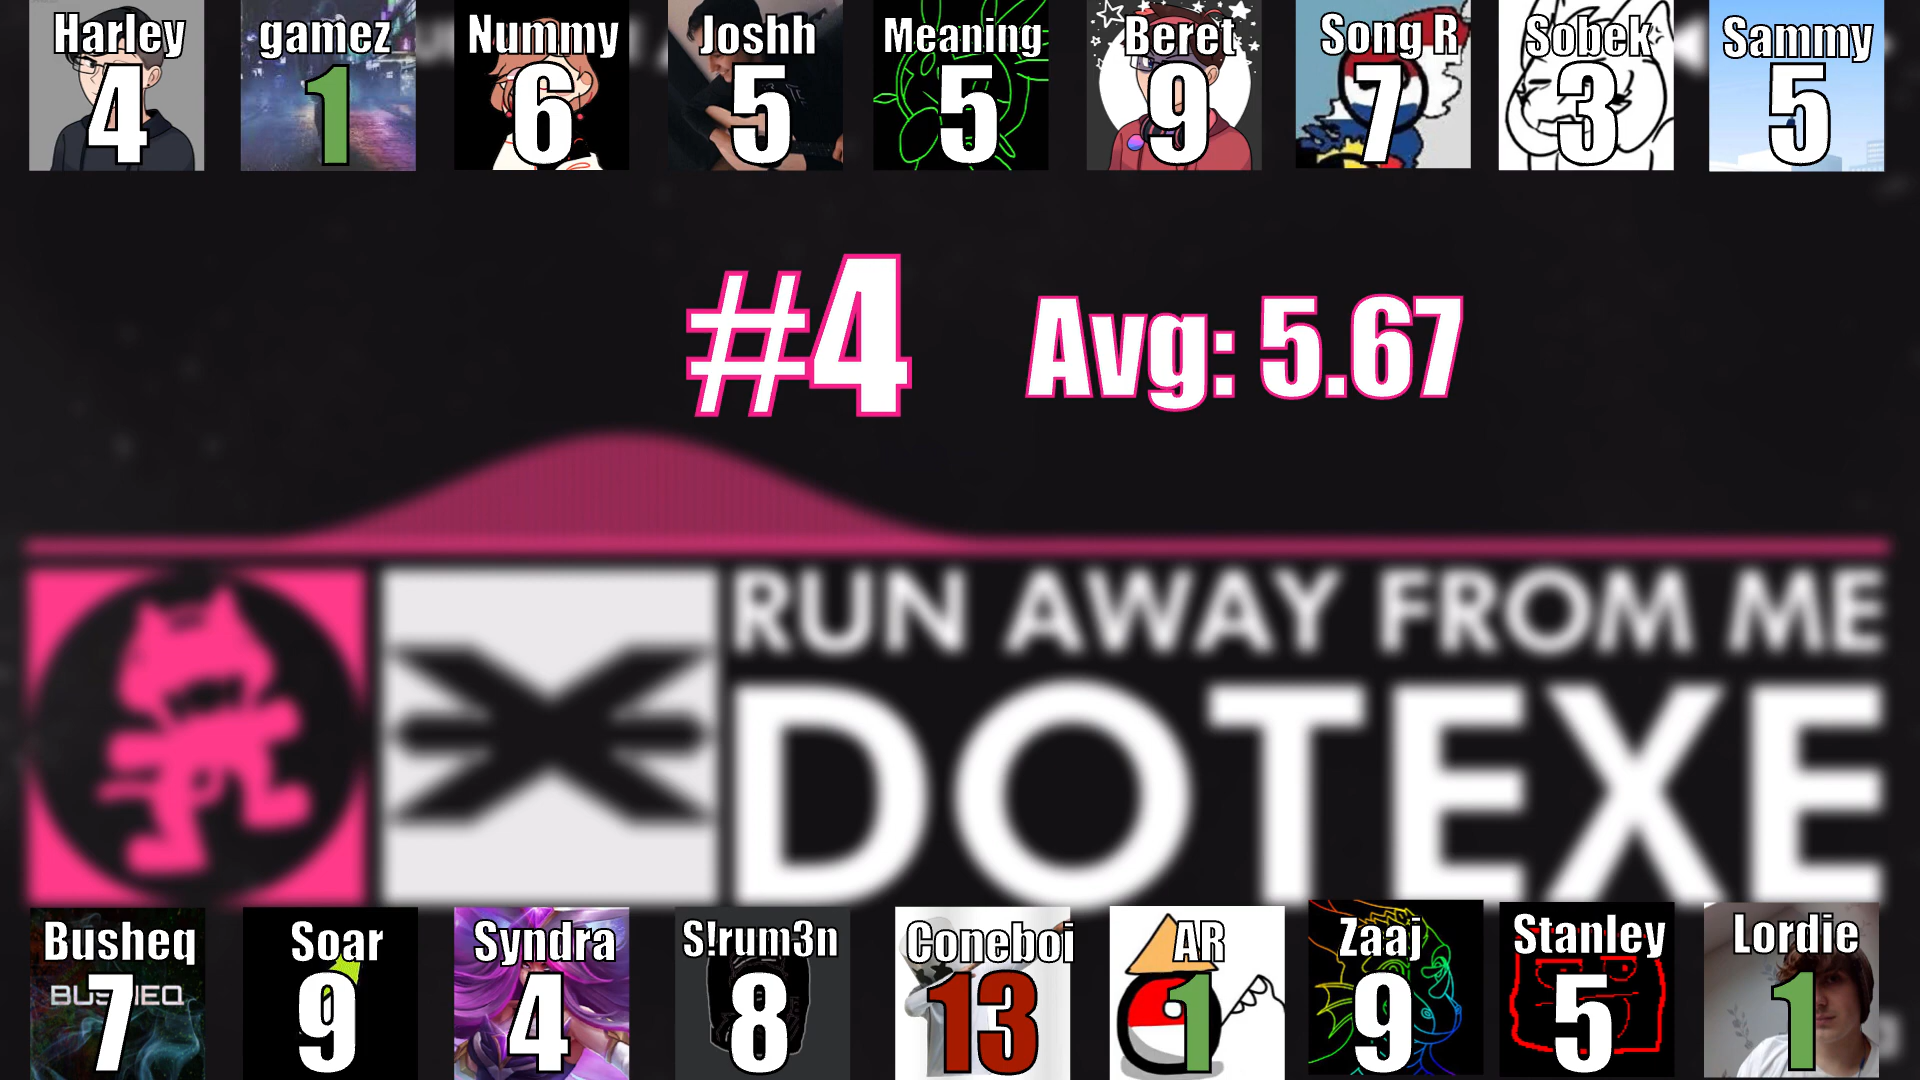 Harley gamez Nummy Joshh Meaning Beret Song R Sobek Sammy
4 1 6 5 5 9 7 3 5
#4 Avg: 5.67
RUN AWAY FROM ME
DOTEXE
Busheq Soar Syndra S!rum3n Coneboi AR Zaaj Stanley Lordie
BUSHEQ
7 9 4 8 13 1 9 5 1